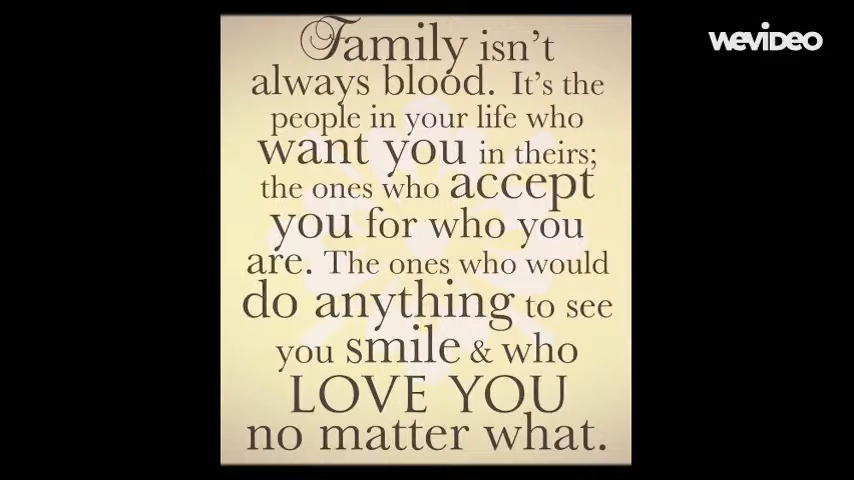 WEVIDEO
Family isn't
always blood. It's the
people in your life who
want you in theirs;
the ones who accept
you for who you
are. The ones who would
do anything to see
you smile & who
LOVE YOU
no matter what.